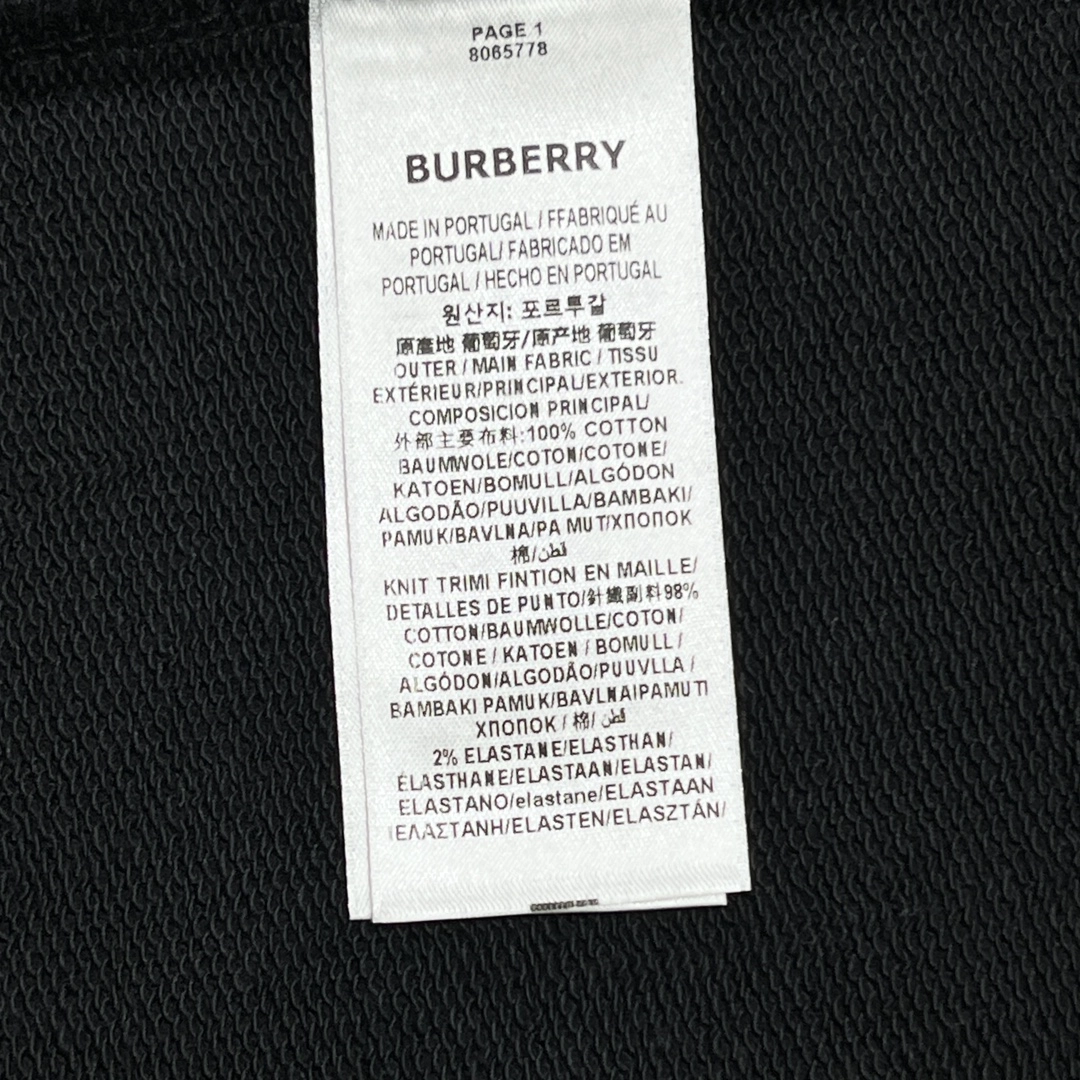 PAGE 1
8065778
BURBERRY
MADE IN PORTUGAL / FFABRIQUÉ AU
PORTUGAL/ FABRICADO EM
PORTUGAL / HECHO EN PORTUGAL
원산지: 포르투갈
原產地 葡萄牙/原产地 葡萄牙
OUTER / MAIN FABRIC / TISSU
EXTÉRIEUR/PRINCIPAL/EXTERIOR.
COMPOSICION PRINCIPAL/
外部主要布料:100% COTTON
BAUMWOLE/COTON/COTONE/
KATOEN/BOMULL/ALGÓDON
ALGODÃO/PUUVILLA/BAMBAKI/
PAMUK/BAVLNA/PA MUT/ХПОПОК
棉/قطن
KNIT TRIMI FINTION EN MAILLE/
DETALLES DE PUNTO/針織副料98%
COTTON/BAUMWOLLE/COTON/
COTONE / KATOEN / BOMULL /
ALGÓDON/ALGODÃO/PUUVLLA /
BAMBAKI PAMUK/BAVLNAIPAMUTI
ХПОПОК / 棉/ قطن
2% ELASTANE/ELASTHAN/
ÉLASTHANE/ELASTAAN/ELASTAN/
ELASTANO/elastane/ELASTAAN
IΕΛΑΣΤΑΝΗ/ELASTEN/ELASZTÁN/